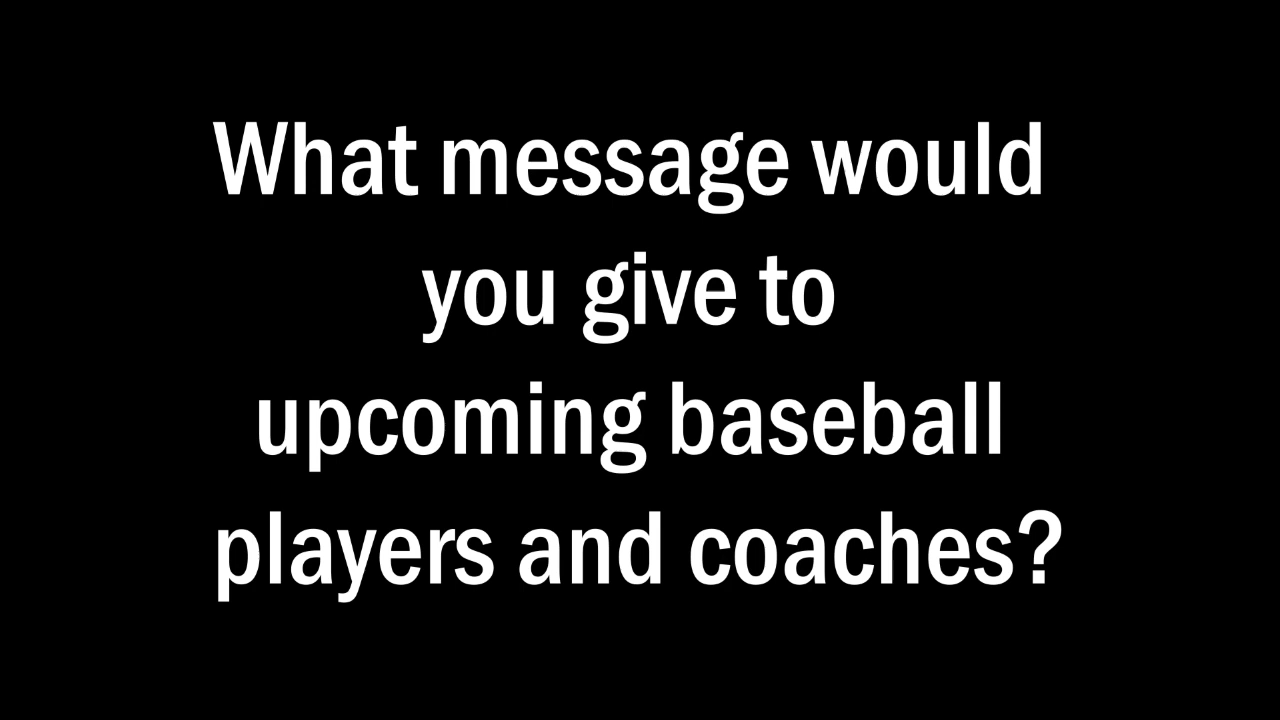 What message would
you give to
upcoming baseball
players and coaches?